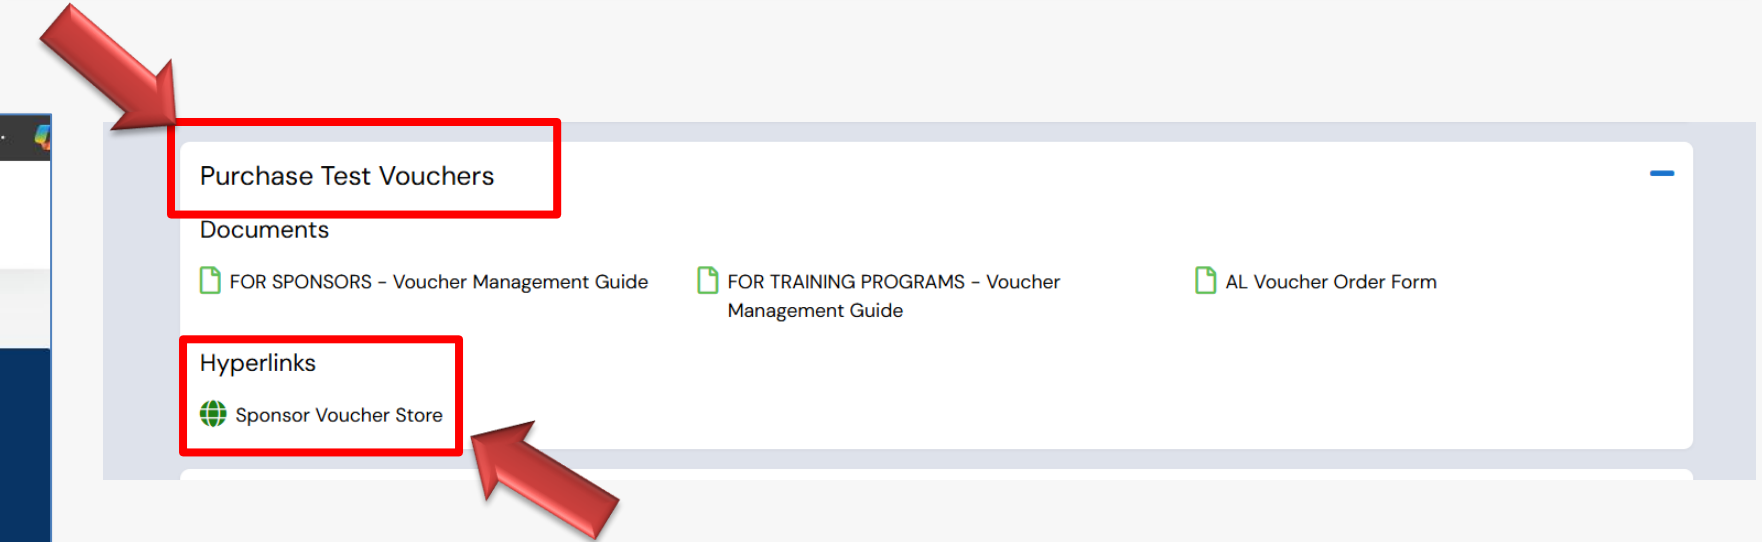 Purchase Test Vouchers
Documents
FOR SPONSORS - Voucher Management Guide
FOR TRAINING PROGRAMS - Voucher
Management Guide
AL Voucher Order Form
Hyperlinks
Sponsor Voucher Store